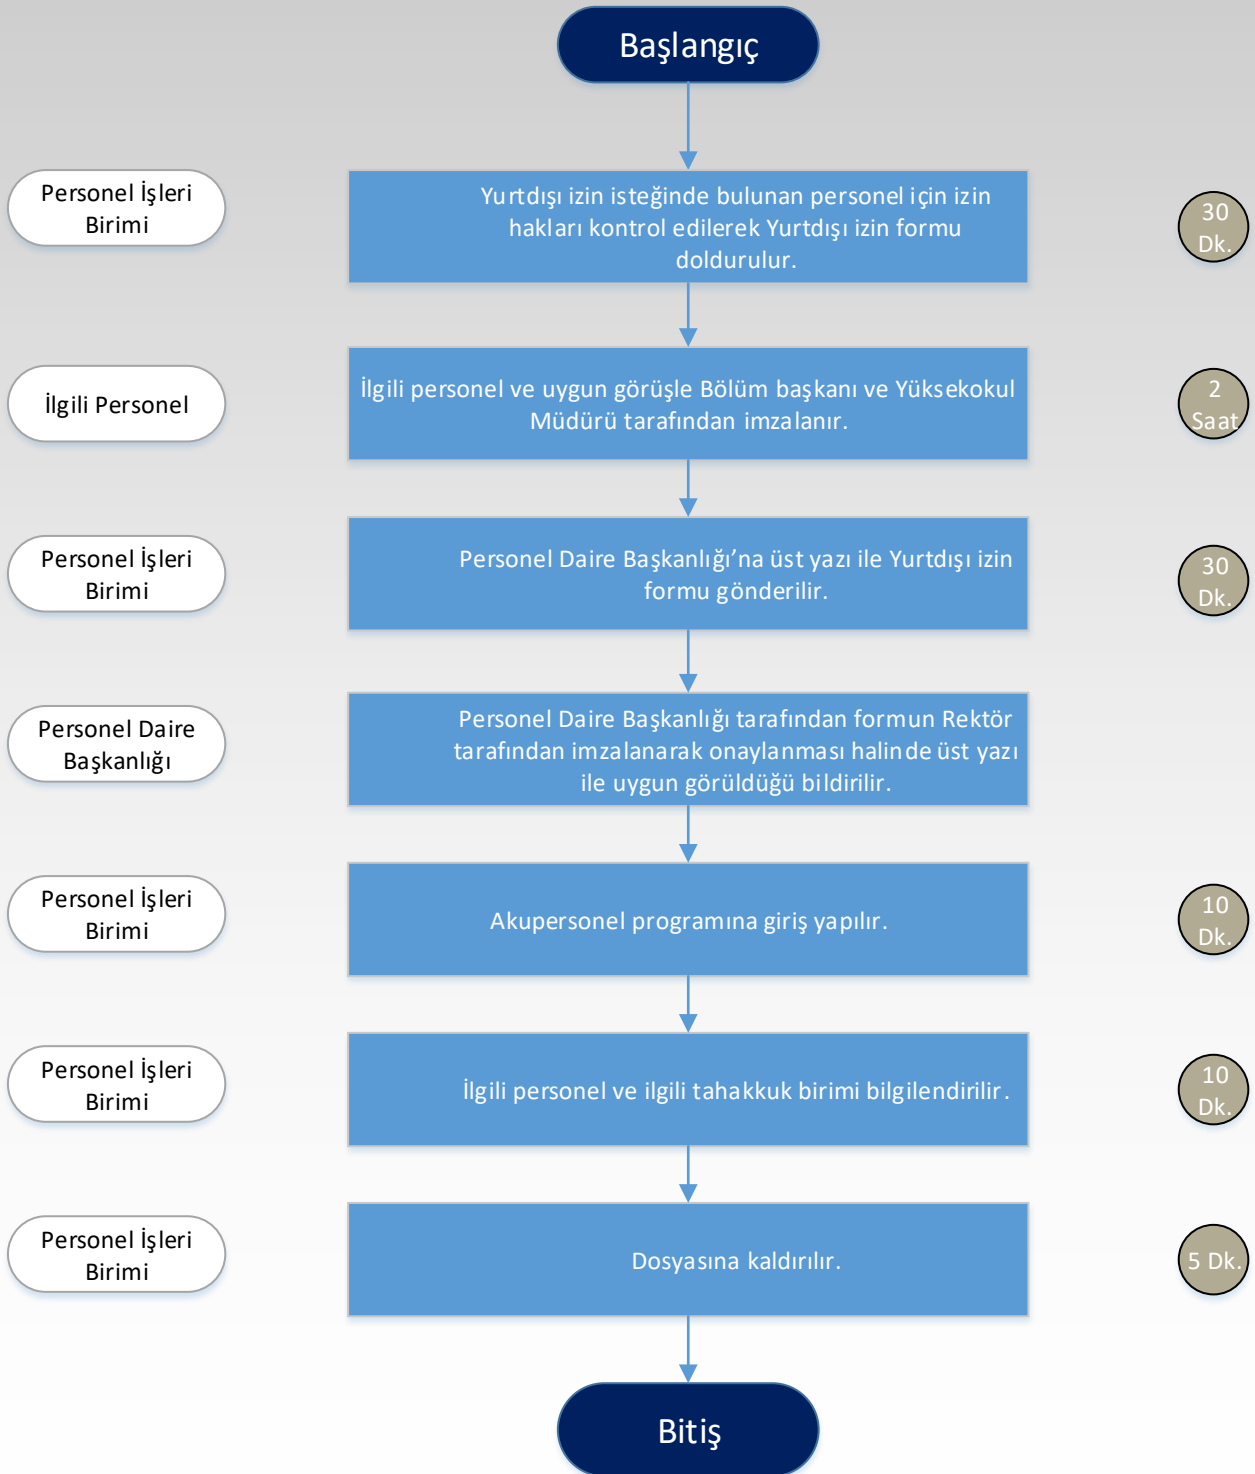 Başlangıç
Personel İşleri
Birimi
Yurtdışı izin isteğinde bulunan personel için izin
hakları kontrol edilerek Yurtdışı izin formu
doldurulur.
30
Dk.
İlgili Personel
İlgili personel ve uygun görüşle Bölüm başkanı ve Yüksekokul
Müdürü tarafından imzalanır.
2
Saat
Personel İşleri
Birimi
Personel Daire Başkanlığı’na üst yazı ile Yurtdışı izin
formu gönderilir.
30
Dk.
Personel Daire
Başkanlığı
Personel Daire Başkanlığı tarafından formun Rektör
tarafından imzalanarak onaylanması halinde üst yazı
ile uygun görüldüğü bildirilir.
Personel İşleri
Birimi
Akupersonel programına giriş yapılır.
10
Dk.
Personel İşleri
Birimi
İlgili personel ve ilgili tahakkuk birimi bilgilendirilir.
10
Dk.
Personel İşleri
Birimi
Dosyasına kaldırılır.
5 Dk.
Bitiş